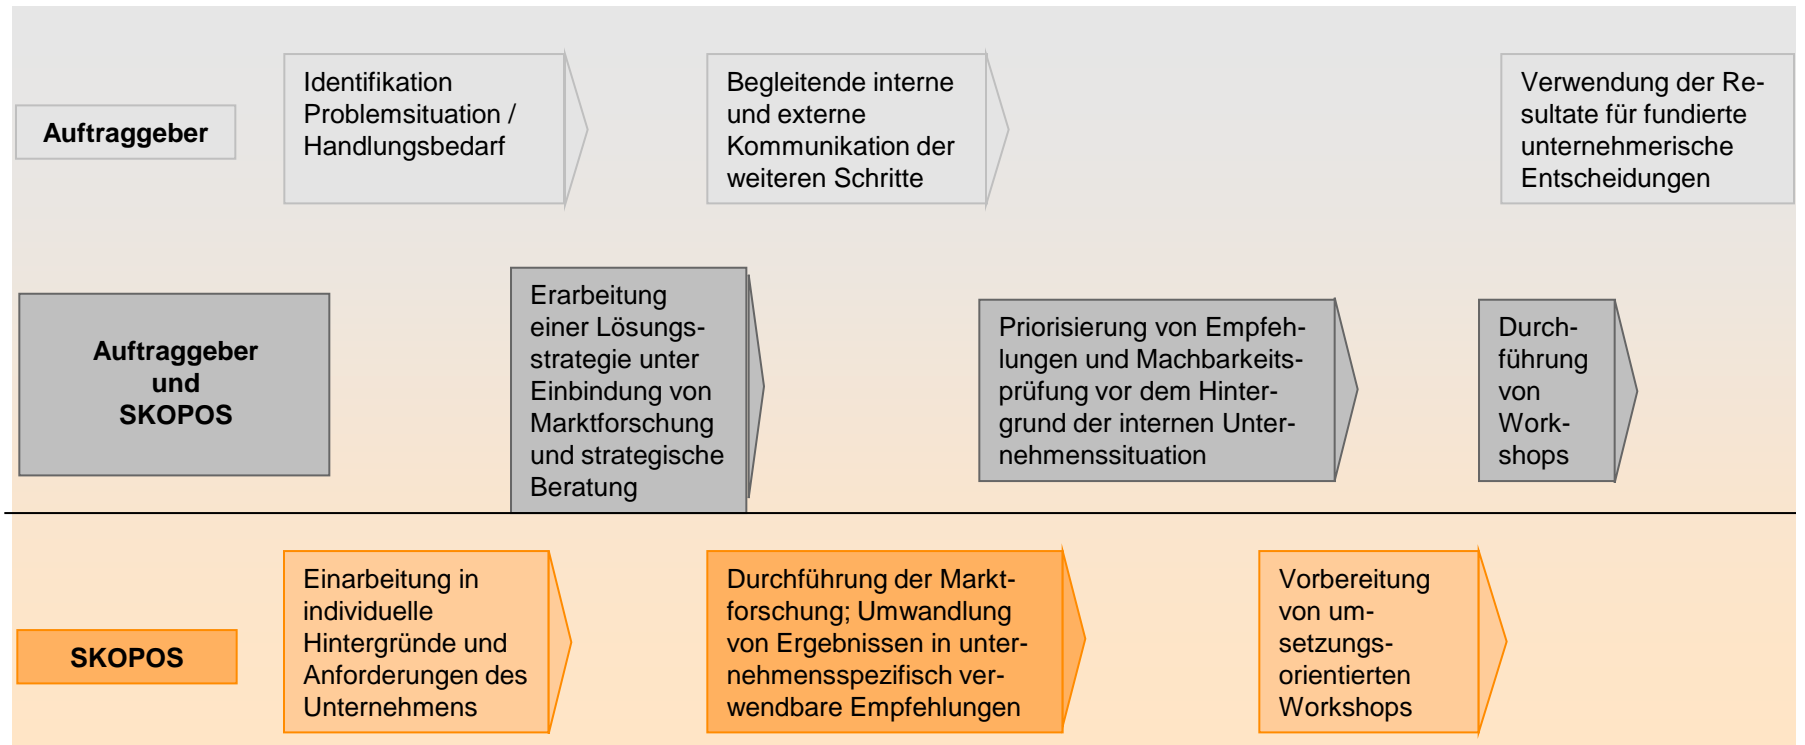 Auftraggeber
Identifikation
Problemsituation /
Handlungsbedarf
Begleitende interne
und externe
Kommunikation der
weiteren Schritte
Verwendung der Re-
sultate für fundierte
unternehmerische
Entscheidungen
Auftraggeber
und
SKOPOS
Erarbeitung
einer Lösungs-
strategie unter
Einbindung von
Marktforschung
und strategische
Beratung
Priorisierung von Empfeh-
lungen und Machbarkeits-
prüfung vor dem Hinter-
grund der internen Unter-
nehmenssituation
Durch-
führung
von
Work-
shops
SKOPOS
Einarbeitung in
individuelle
Hintergründe und
Anforderungen des
Unternehmens
Durchführung der Markt-
forschung; Umwandlung
von Ergebnissen in unter-
nehmensspezifisch ver-
wendbare Empfehlungen
Vorbereitung
von um-
setzungs-
orientierten
Workshops